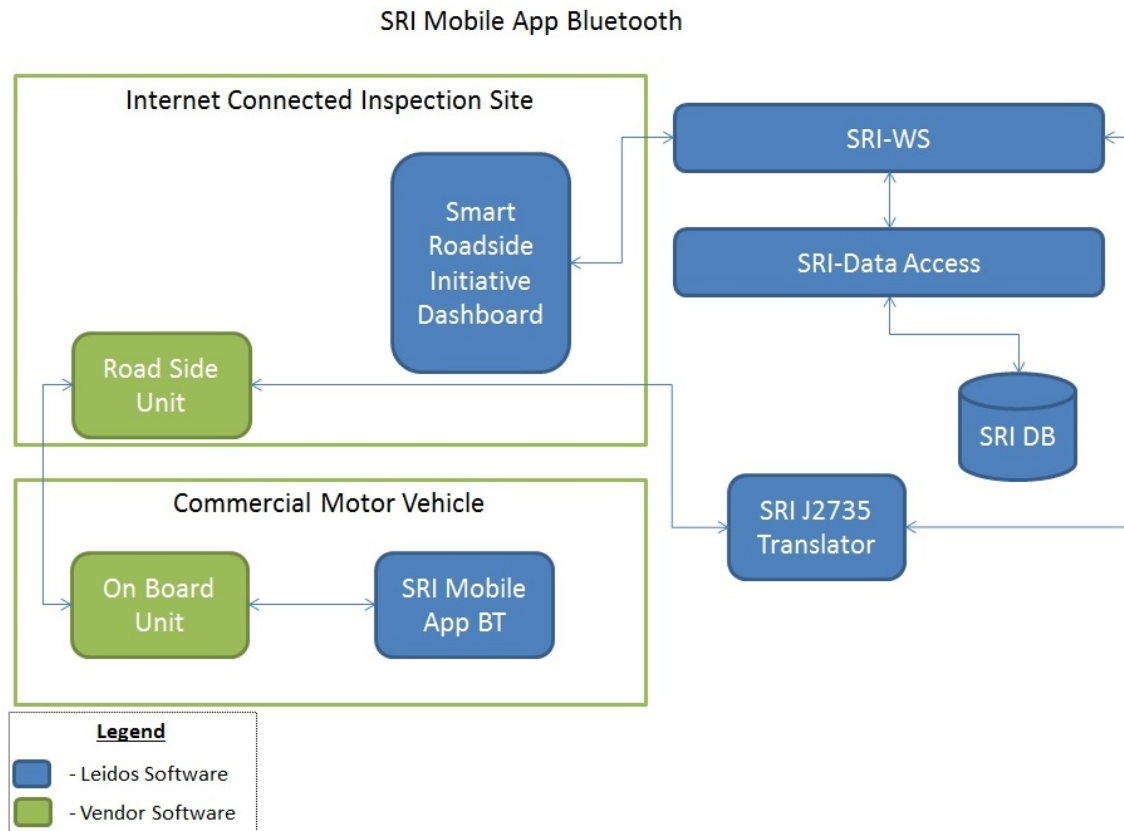 SRI Mobile App Bluetooth
Internet Connected Inspection Site
Smart
Roadside
Initiative
Dashboard
Road Side
Unit
SRI-WS
SRI-Data Access
SRI DB
SRI J2735
Translator
Commercial Motor Vehicle
On Board
Unit
SRI Mobile
App BT
Legend
- Leidos Software
- Vendor Software